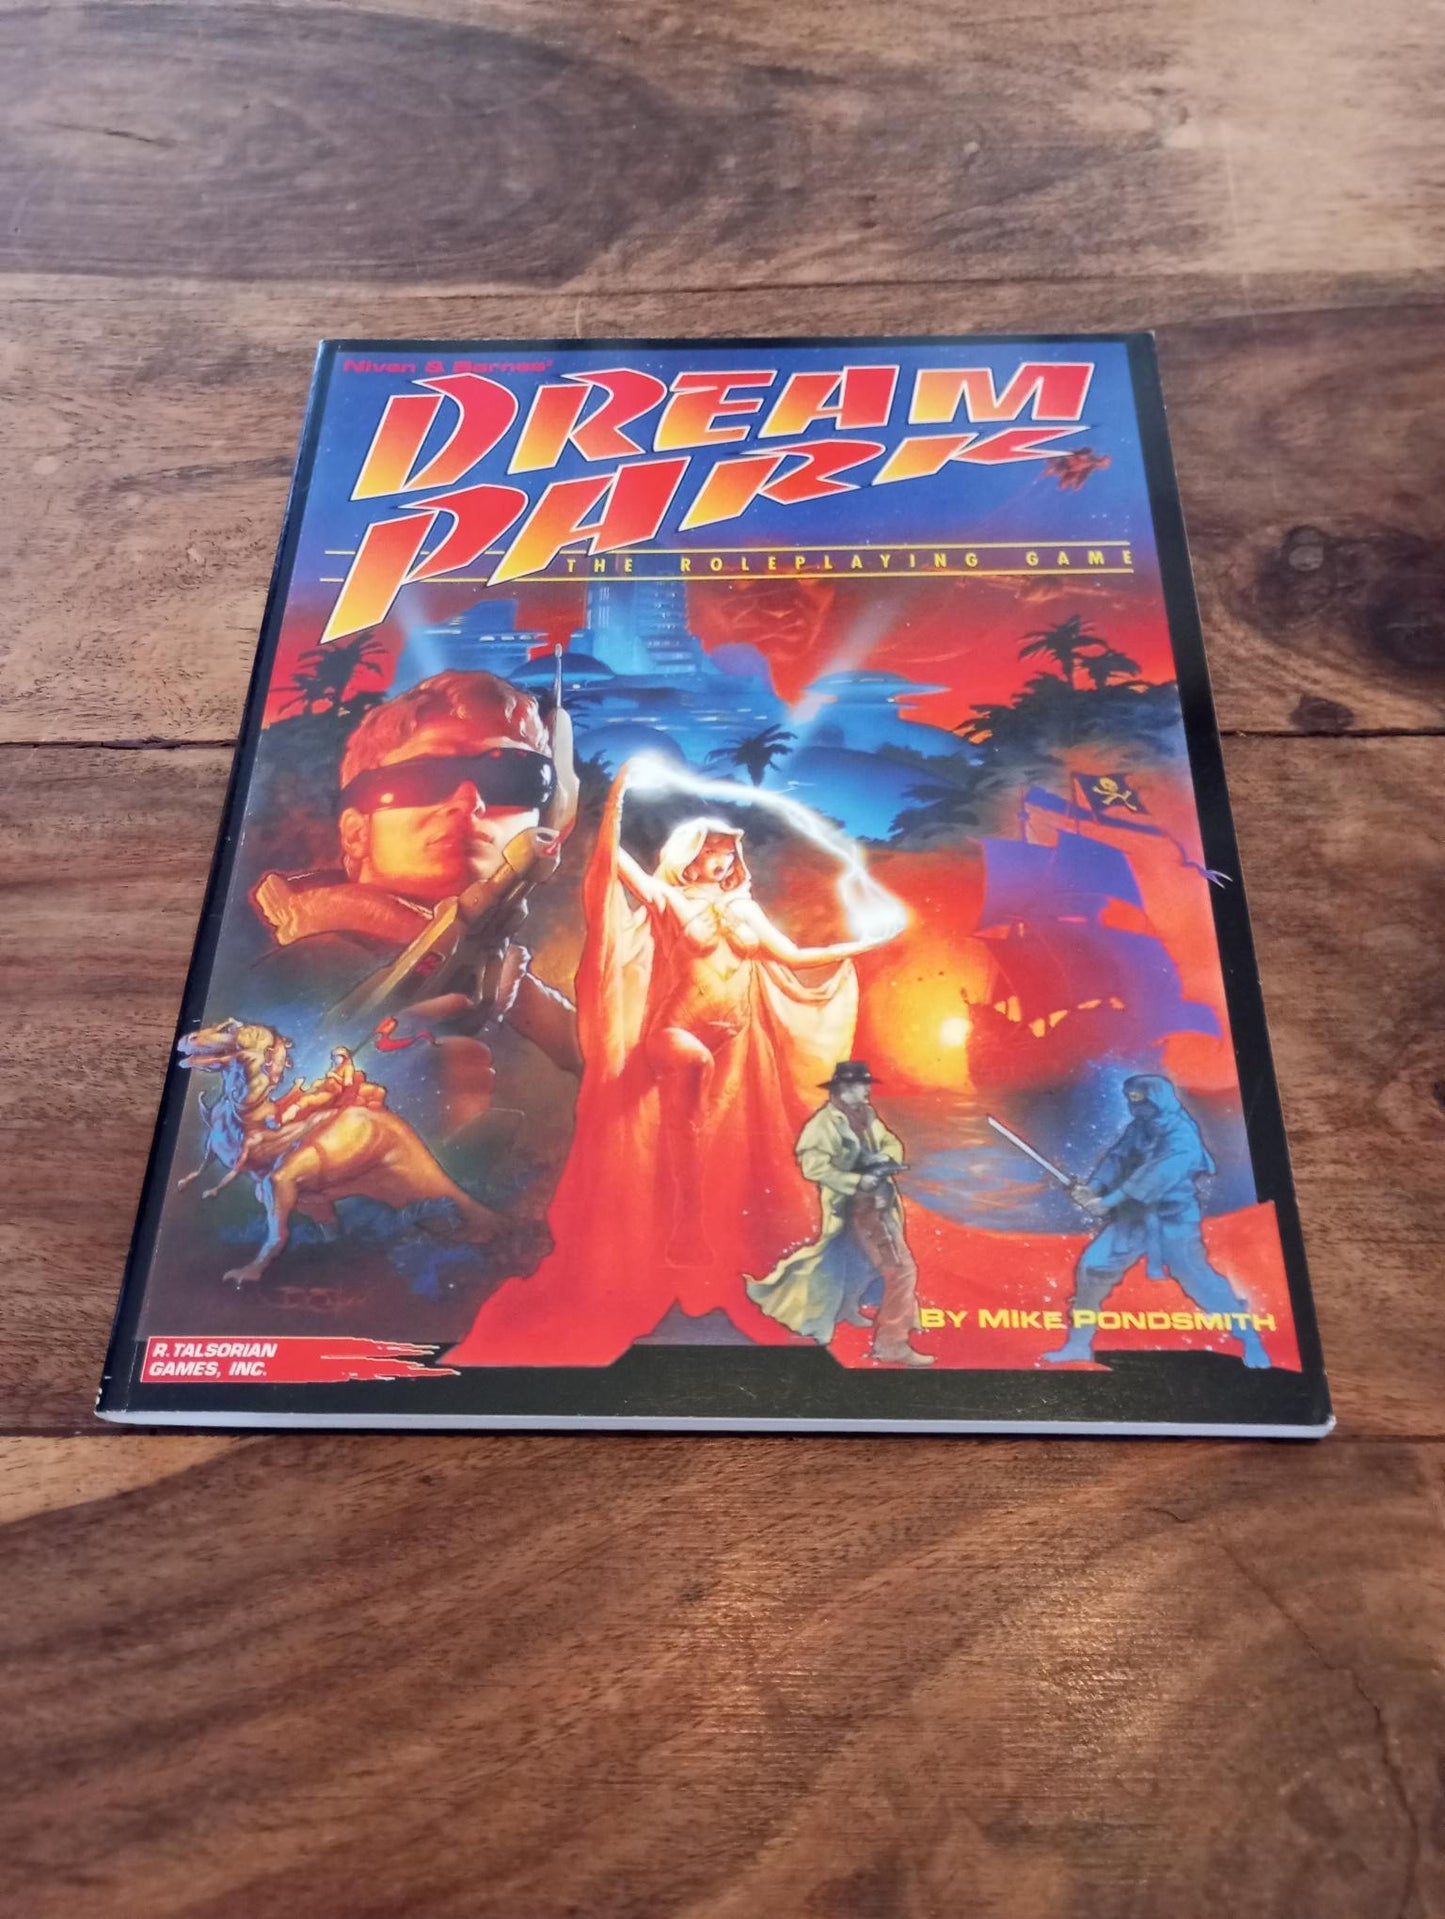 Niven & Barnes'
DREAM
PARK
THE ROLEPLAYING GAME
BY MIKE PONDSMITH
R. TALSORIAN
GAMES, INC.